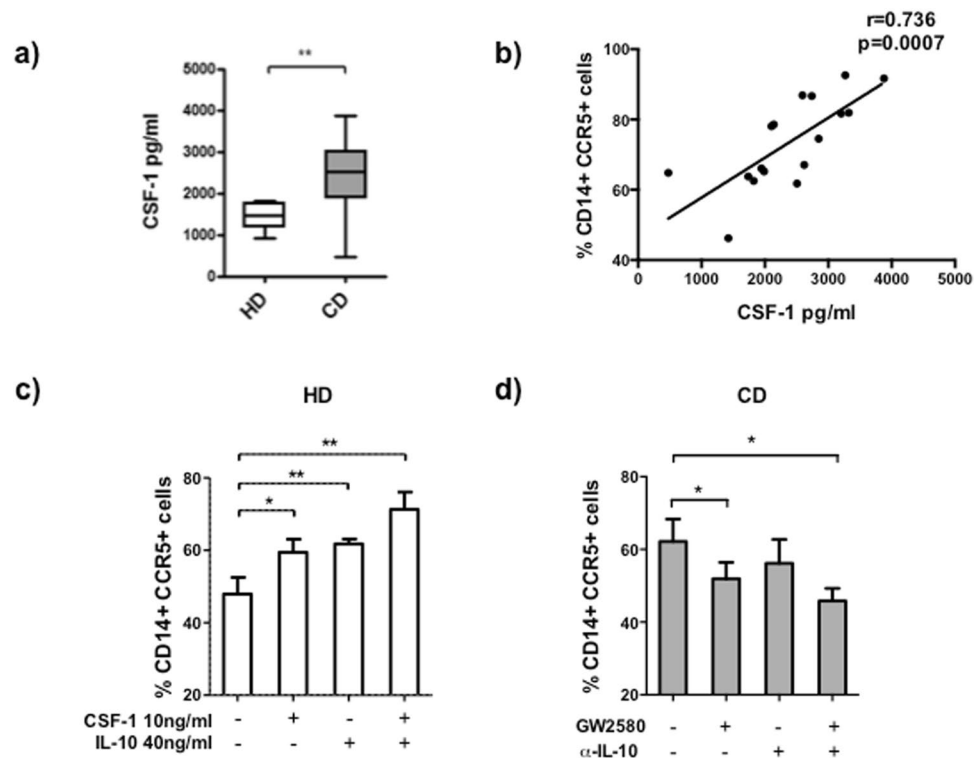 a)
**
CSF-1 pg/ml
5000
4000
3000
2000
1000
0
HD
CD
b)
r=0.736
p=0.0007
% CD14+ CCR5+ cells
100
80
60
40
0
1000
2000
3000
4000
5000
CSF-1 pg/ml
c)
HD
**
**
*
% CD14+ CCR5+ cells
80
60
40
20
CSF-1 10ng/ml - + - +
IL-10 40ng/ml - - + +
d)
CD
*
*
% CD14+ CCR5+ cells
80
60
40
20
GW2580 - + - +
α-IL-10 - - + +